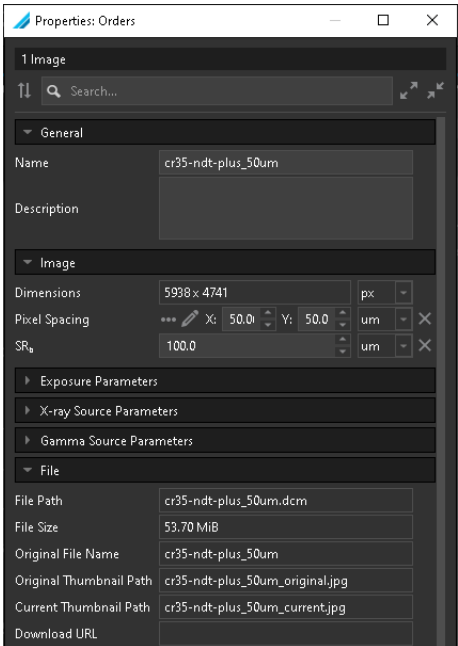 Properties: Orders
1 Image
Search...
General
Name cr35-ndt-plus_50um
Description
Image
Dimensions 5938 x 4741 px
Pixel Spacing ••• X: 50.0 Y: 50.0 um
SRb 100.0 um
Exposure Parameters
X-ray Source Parameters
Gamma Source Parameters
File
File Path cr35-ndt-plus_50um.dcm
File Size 53.70 MiB
Original File Name cr35-ndt-plus_50um
Original Thumbnail Path cr35-ndt-plus_50um_original.jpg
Current Thumbnail Path cr35-ndt-plus_50um_current.jpg
Download URL